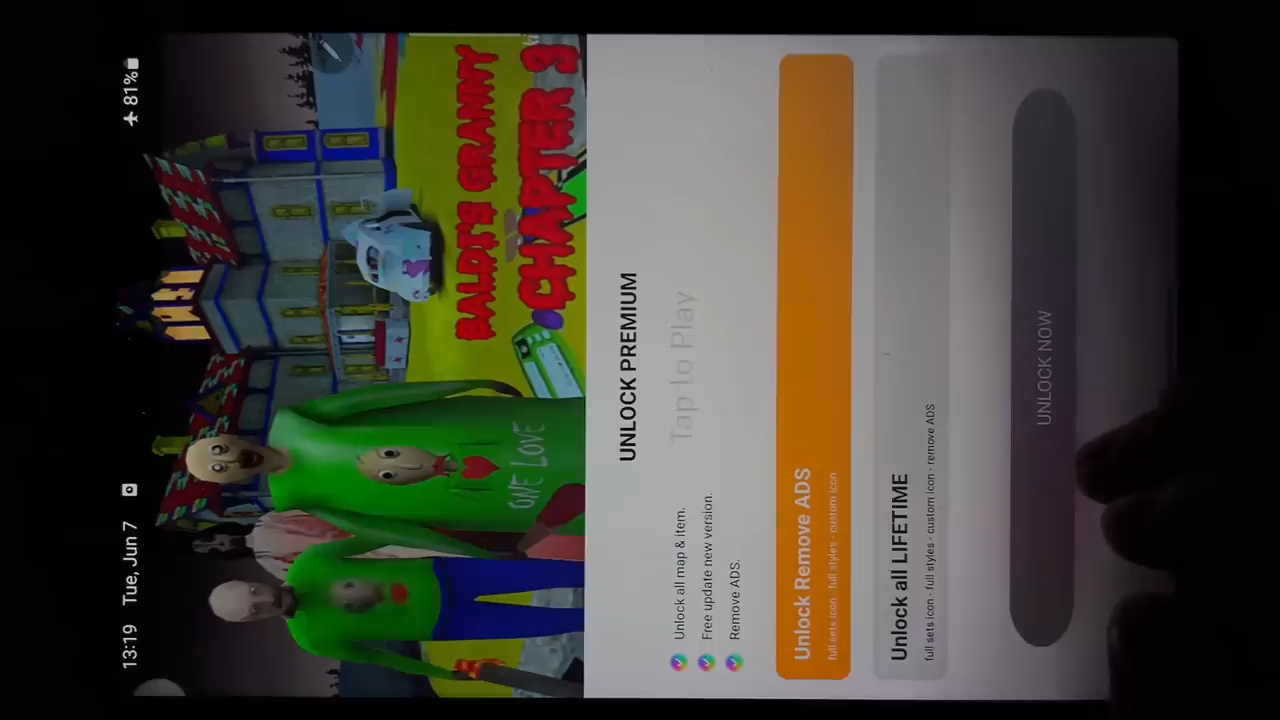 13:19 Tue, Jun 7
81%
ONE LOVE
BALDI'S GRANNY
CHAPTER 3
UNLOCK PREMIUM
Tap to Play
Unlock all map & item.
Free update new version.
Remove ADS.
Unlock Remove ADS
full sets icon - full styles - custom icon
Unlock all LIFETIME
full sets icon - full styles - custom icon - remove ADS
UNLOCK NOW